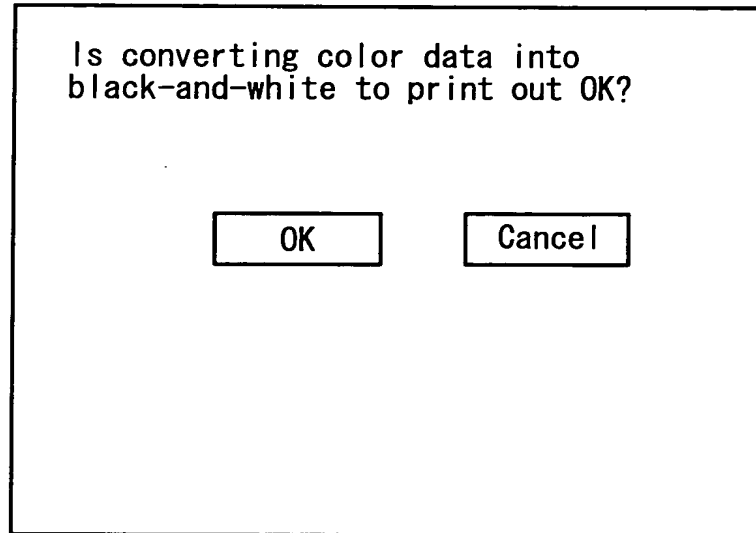 Is converting color data into
black-and-white to print out OK?
OK
Cancel